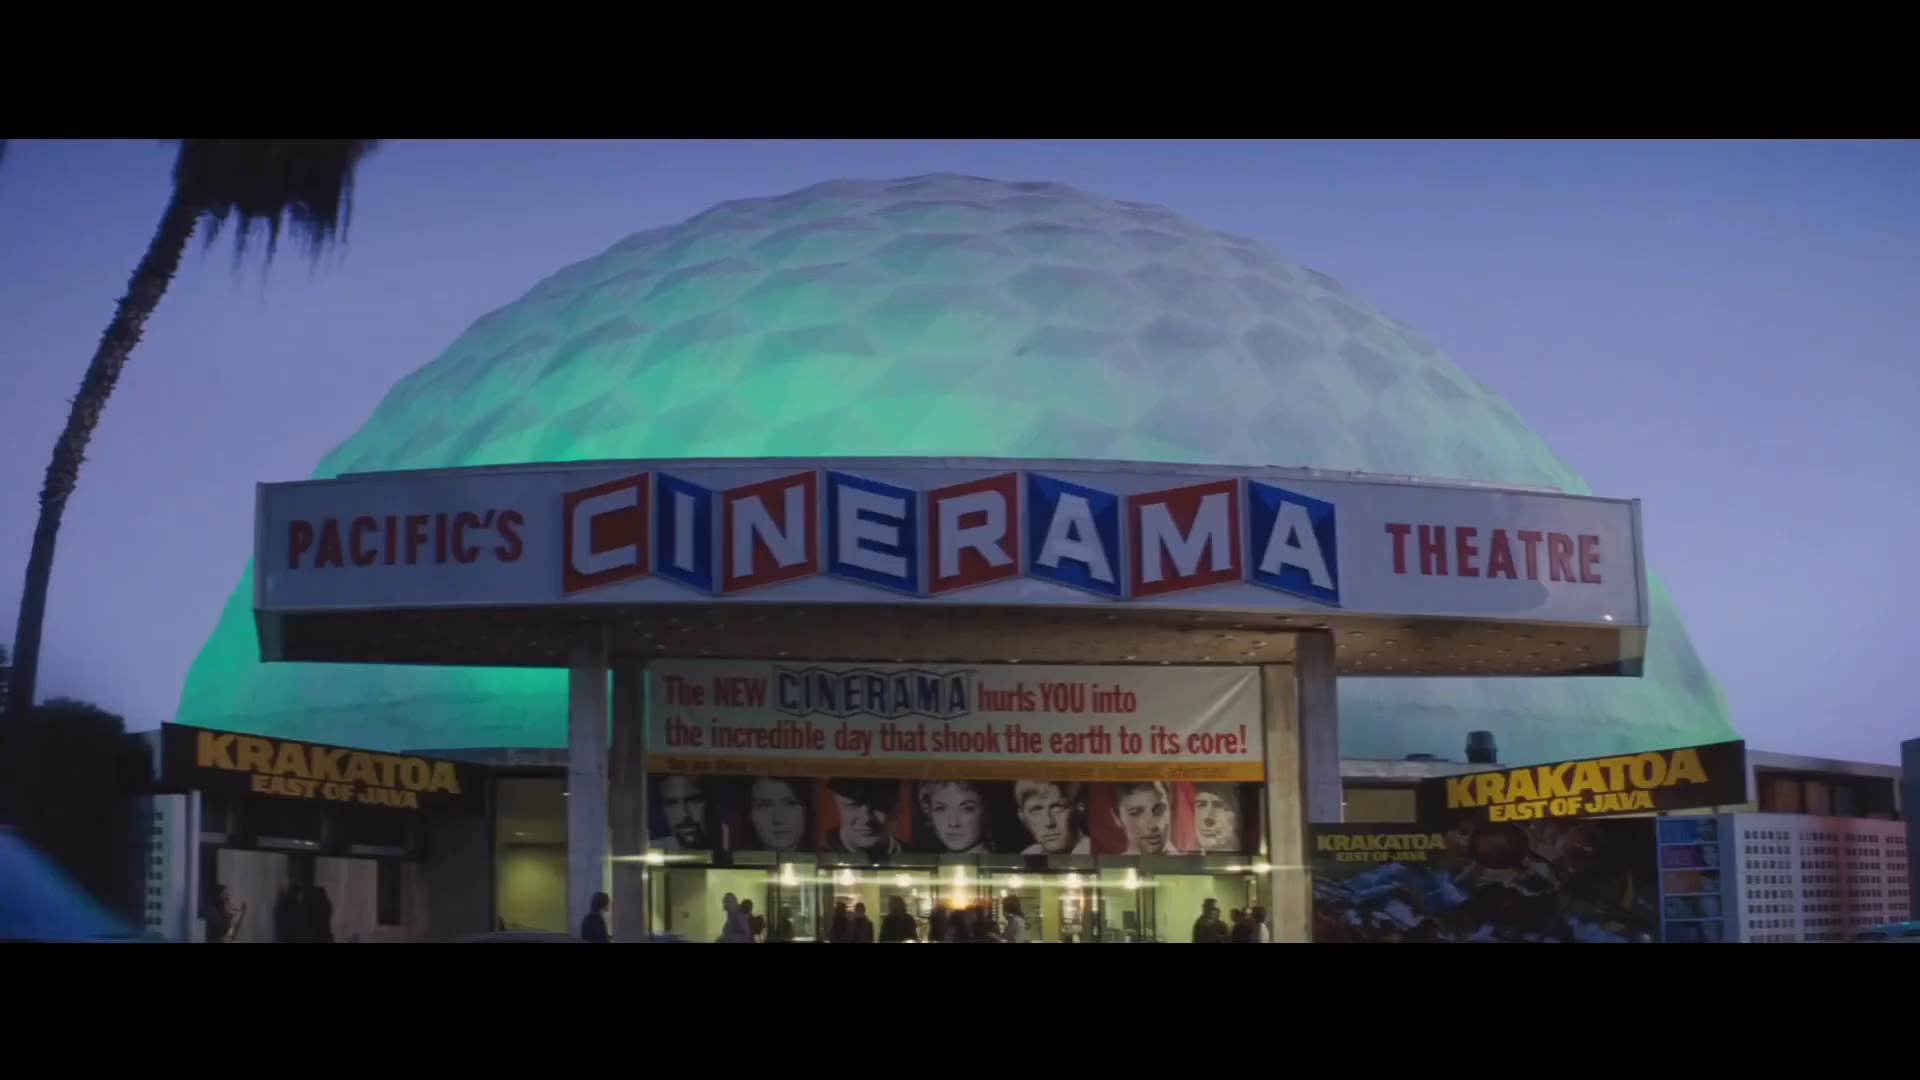 PACIFIC'S CINERAMA THEATRE
The NEW CINERAMA hurls YOU into
the incredible day that shook the earth to its core!
KRAKATOA
EAST OF JAVA
KRAKATOA
EAST OF JAVA
KRAKATOA
EAST OF JAVA